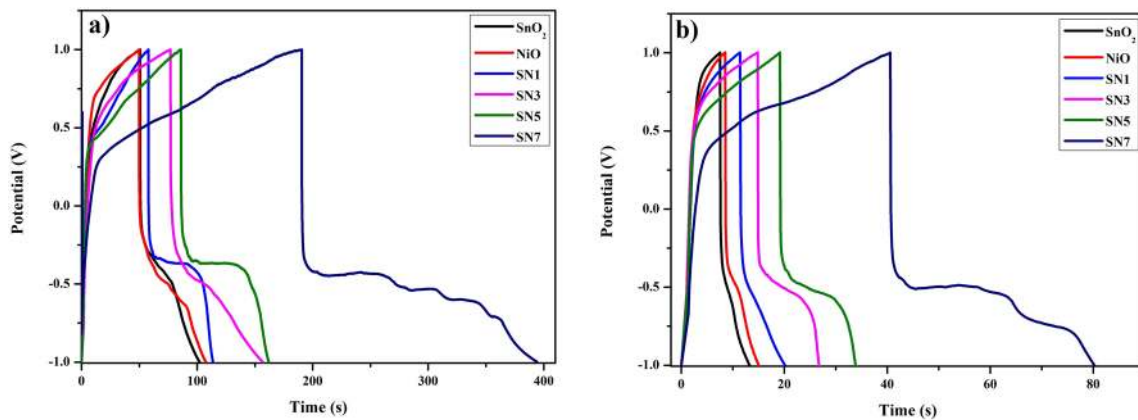 a)
SnO2
NiO
SN1
SN3
SN5
SN7
1.0
0.5
0.0
-0.5
-1.0
Potential (V)
0 100 200 300 400
Time (s)
b)
SnO2
NiO
SN1
SN3
SN5
SN7
1.0
0.5
0.0
-0.5
-1.0
Potential (V)
0 20 40 60 80
Time (s)